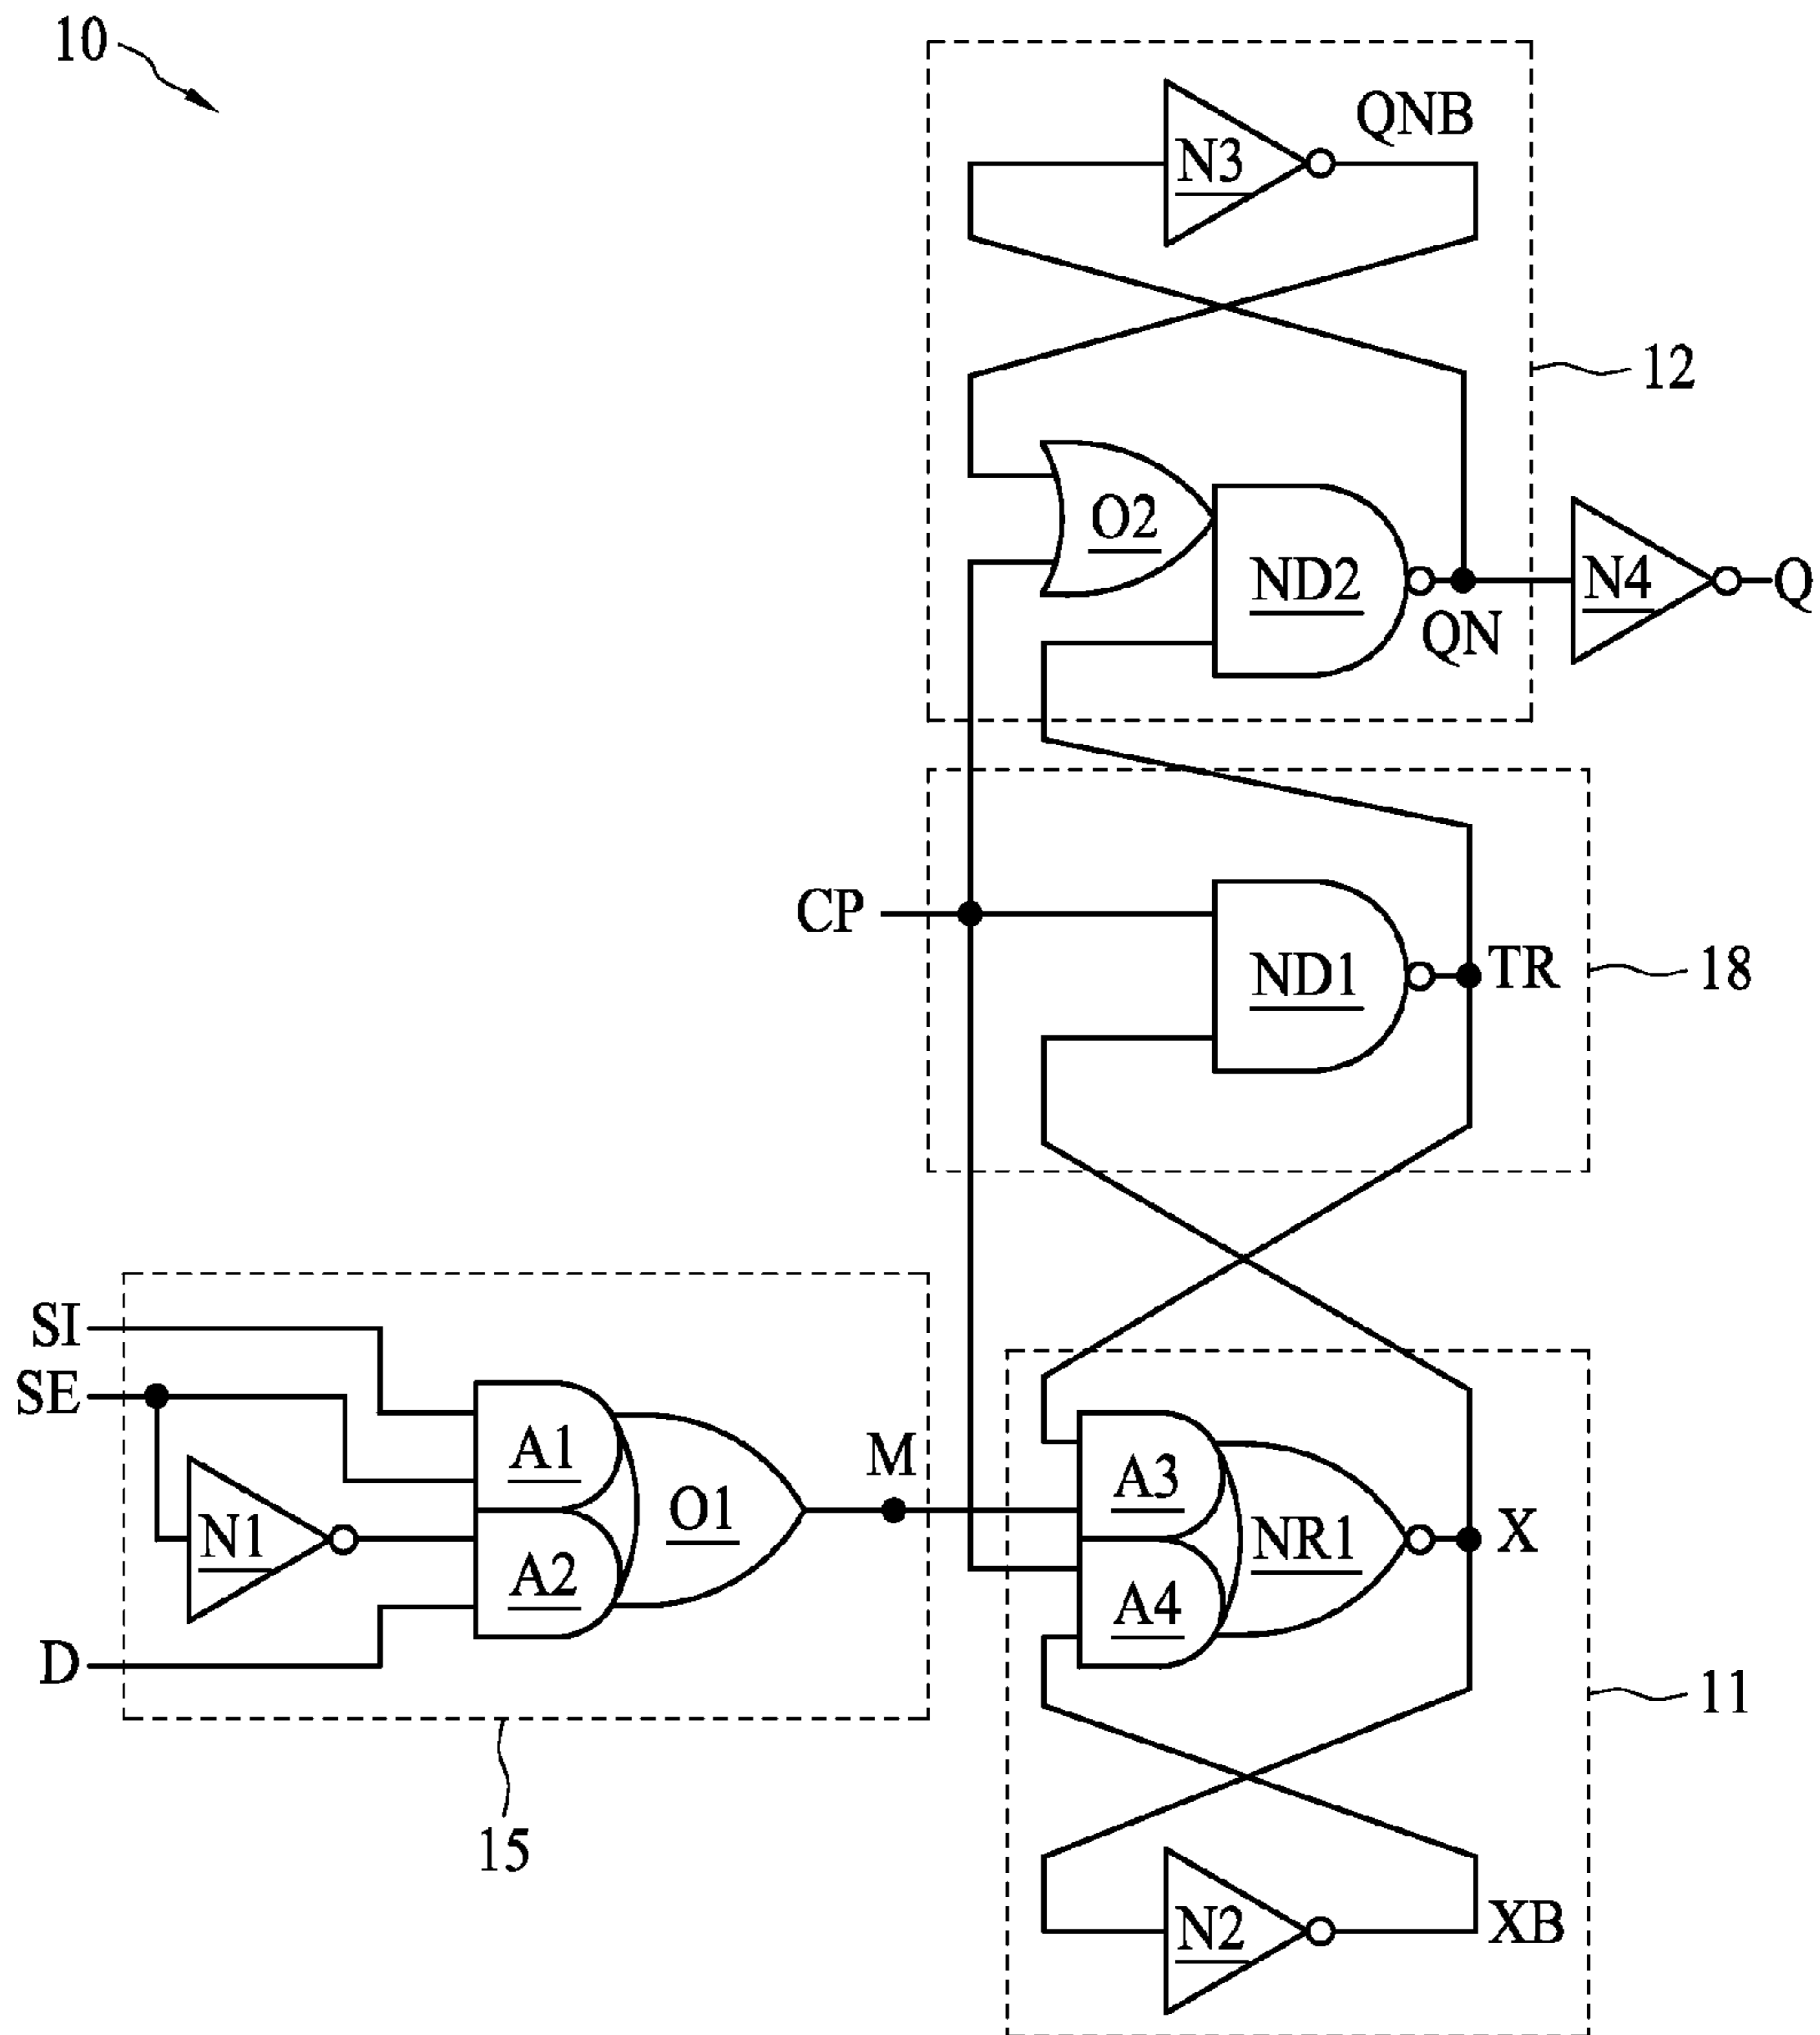 10
QNB
N3
12
O2
ND2
N4
Q
QN
CP
ND1
TR
18
SI
SE
A1
M
A3
N1
O1
NR1
X
A2
A4
D
11
15
N2
XB